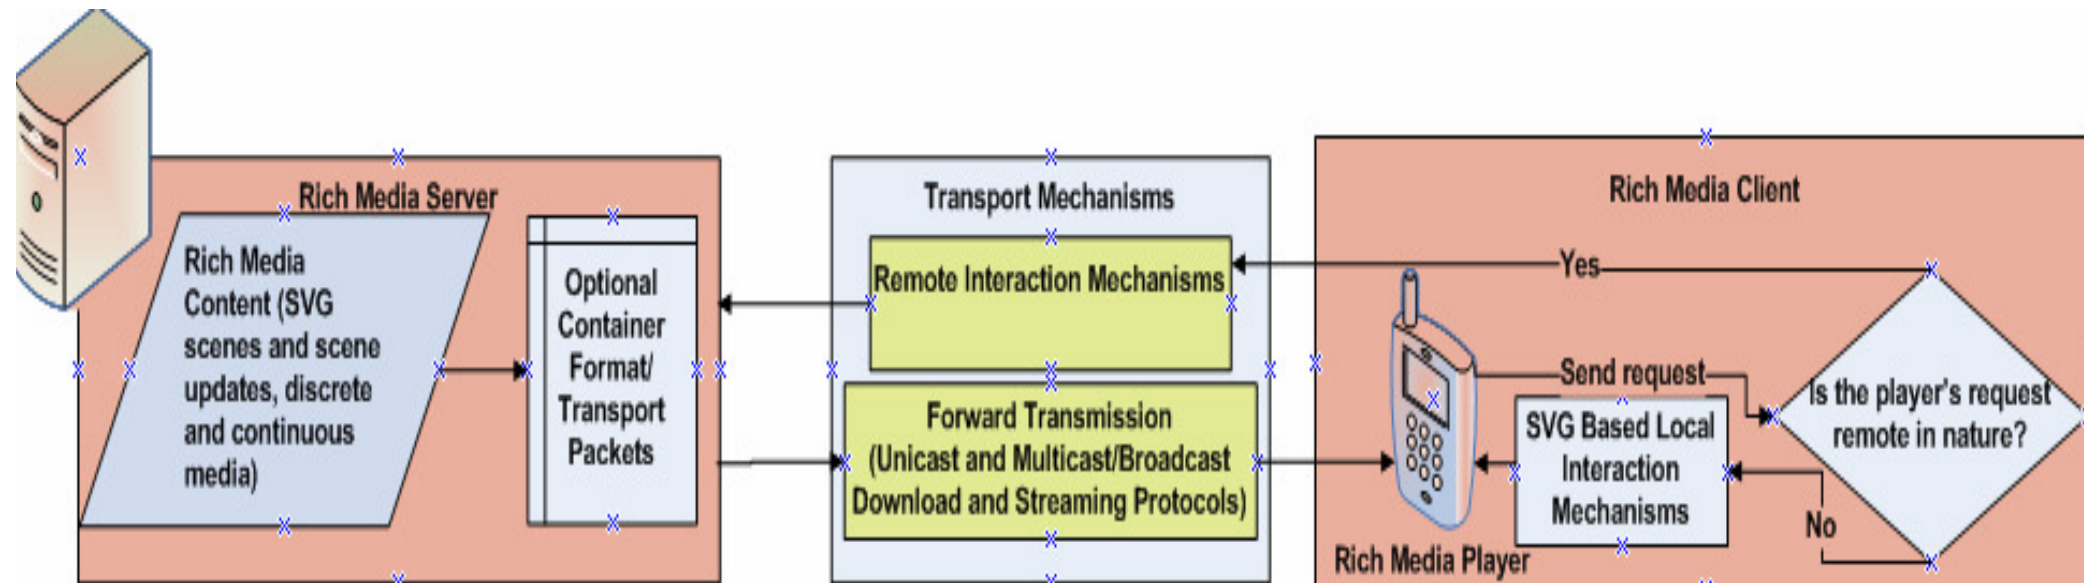 Rich Media Server
Rich Media
Content (SVG
scenes and scene
updates, discrete
and continuous
media)
Optional
Container
Format/
Transport
Packets
Transport Mechanisms
Remote Interaction Mechanisms
Forward Transmission
(Unicast and Multicast/Broadcast
Download and Streaming Protocols)
Rich Media Client
Yes
Send request
Is the player's request
remote in nature?
SVG Based Local
Interaction
Mechanisms
No
Rich Media Player